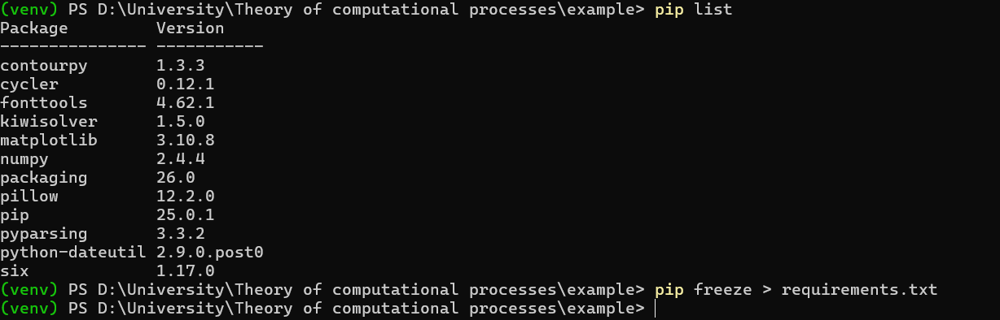 (venv) PS D:\University\Theory of computational processes\example> pip list
Package         Version
--------------- -----------
contourpy       1.3.3
cycler          0.12.1
fonttools       4.62.1
kiwisolver      1.5.0
matplotlib      3.10.8
numpy           2.4.4
packaging       26.0
pillow          12.2.0
pip             25.0.1
pyparsing       3.3.2
python-dateutil 2.9.0.post0
six             1.17.0
(venv) PS D:\University\Theory of computational processes\example> pip freeze > requirements.txt
(venv) PS D:\University\Theory of computational processes\example>